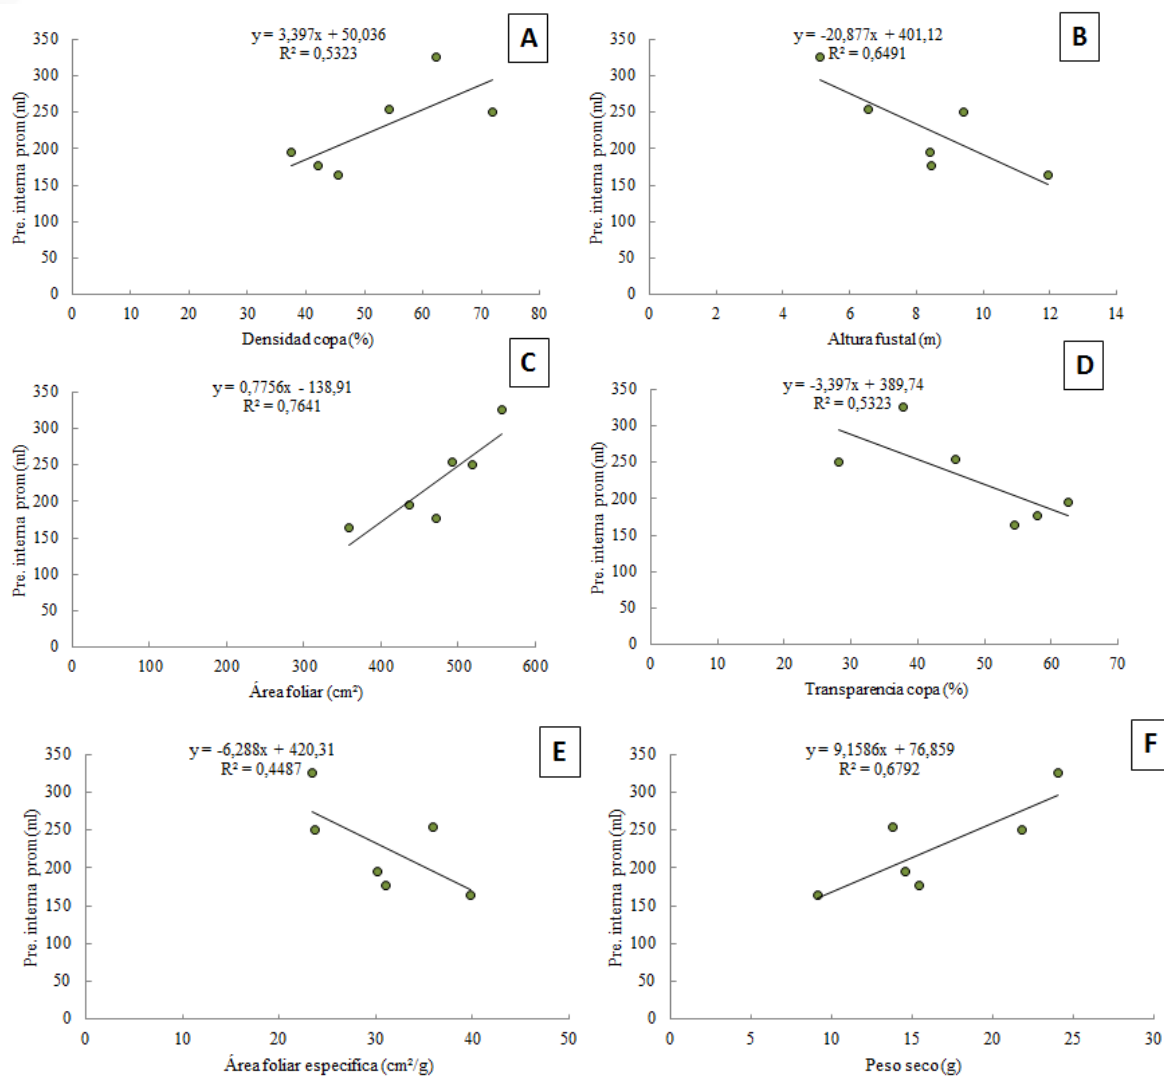 y = 3,397x + 50,036
R² = 0,5323
A
350
300
250
200
150
100
50
0
Pre. interna prom (ml)
0 10 20 30 40 50 60 70 80
Densidad copa (%)
y = -20,877x + 401,12
R² = 0,6491
B
350
300
250
200
150
100
50
0
Pre. interna prom (ml)
0 2 4 6 8 10 12 14
Altura fustal (m)
y = 0,7756x - 138,91
R² = 0,7641
C
350
300
250
200
150
100
50
0
Pre. interna prom (ml)
0 100 200 300 400 500 600
Área foliar (cm²)
y = -3,397x + 389,74
R² = 0,5323
D
350
300
250
200
150
100
50
0
Pre. interna prom (ml)
0 10 20 30 40 50 60 70
Transparencia copa (%)
y = -6,288x + 420,31
R² = 0,4487
E
350
300
250
200
150
100
50
0
Pre. interna prom (ml)
0 10 20 30 40 50
Área foliar especifica (cm²/g)
y = 9,1586x + 76,859
R² = 0,6792
F
350
300
250
200
150
100
50
0
Pre. interna prom (ml)
0 5 10 15 20 25 30
Peso seco (g)